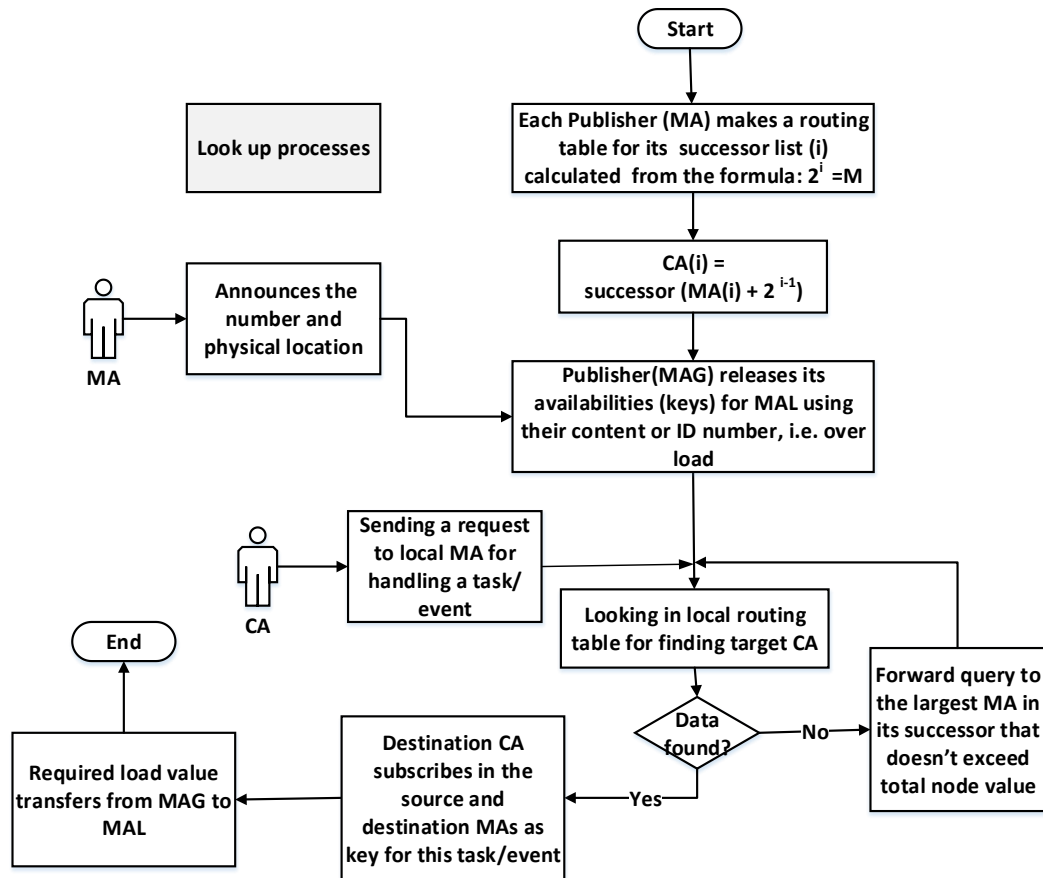 Start
Each Publisher (MA) makes a routing
table for its successor list (i)
calculated from the formula: 2^i =M
Look up processes
CA(i) =
successor (MA(i) + 2^i-1)
Announces the
number and
physical location
MA
Publisher(MAG) releases its
availabilities (keys) for MAL using
their content or ID number, i.e. over
load
Sending a request
to local MA for
handling a task/
event
CA
Looking in local routing
table for finding target CA
End
Data
found?
No
Yes
Forward query to
the largest MA in
its successor that
doesn’t exceed
total node value
Destination CA
subscribes in the
source and
destination MAs as
key for this task/event
Required load value
transfers from MAG to
MAL